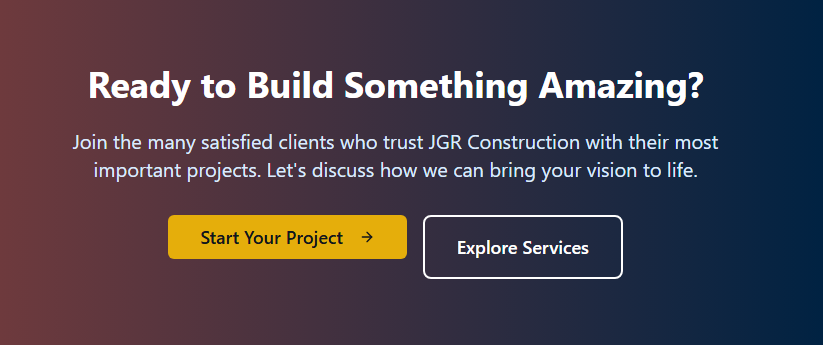 Ready to Build Something Amazing?
Join the many satisfied clients who trust JGR Construction with their most
important projects. Let's discuss how we can bring your vision to life.
Start Your Project →
Explore Services